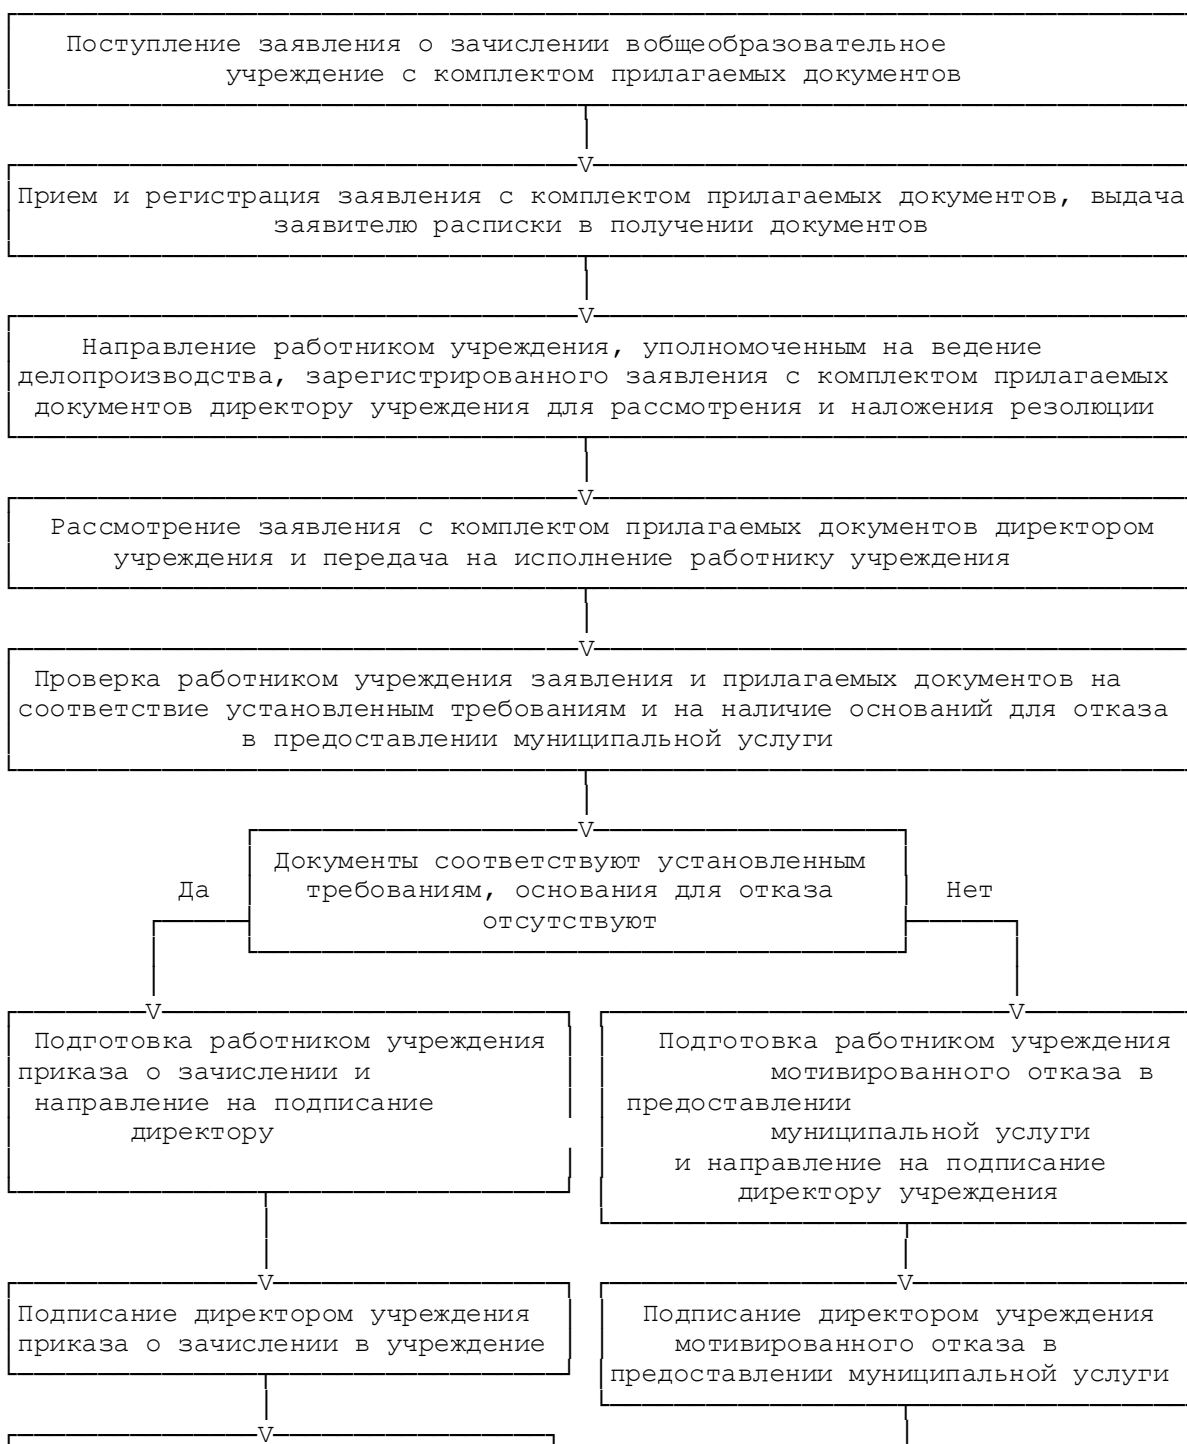 Поступление заявления о зачислении вобщеобразовательное
учреждение с комплектом прилагаемых документов
V
Прием и регистрация заявления с комплектом прилагаемых документов, выдача
заявителю расписки в получении документов
V
Направление работником учреждения, уполномоченным на ведение
делопроизводства, зарегистрированного заявления с комплектом прилагаемых
документов директору учреждения для рассмотрения и наложения резолюции
V
Рассмотрение заявления с комплектом прилагаемых документов директором
учреждения и передача на исполнение работнику учреждения
V
Проверка работником учреждения заявления и прилагаемых документов на
соответствие установленным требованиям и на наличие оснований для отказа
в предоставлении муниципальной услуги
V
Документы соответствуют установленным
требованиям, основания для отказа
отсутствуют
Да
Нет
V
Подготовка работником учреждения
приказа о зачислении и
направление на подписание
директору
V
Подготовка работником учреждения
мотивированного отказа в
предоставлении
муниципальной услуги
и направление на подписание
директору учреждения
V
Подписание директором учреждения
приказа о зачислении в учреждение
V
Подписание директором учреждения
мотивированного отказа в
предоставлении муниципальной услуги
V